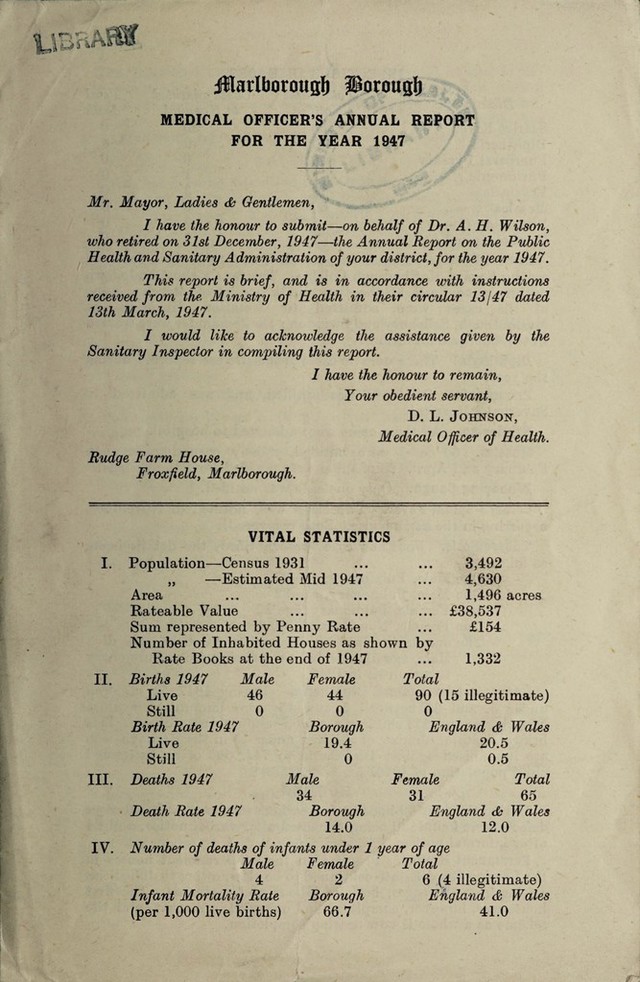 LIBRARY
Marlborough Borough
MEDICAL OFFICER'S ANNUAL REPORT
FOR THE YEAR 1947
Mr. Mayor, Ladies & Gentlemen,
I have the honour to submit—on behalf of Dr. A. H. Wilson,
who retired on 31st December, 1947—the Annual Report on the Public
Health and Sanitary Administration of your district, for the year 1947.
This report is brief, and is in accordance with instructions
received from the Ministry of Health in their circular 13/47 dated
13th March, 1947.
I would like to acknowledge the assistance given by the
Sanitary Inspector in compiling this report.
I have the honour to remain,
Your obedient servant,
D. L. JOHNSON,
Medical Officer of Health.
Rudge Farm House,
Froxfield, Marlborough.
VITAL STATISTICS
I. Population—Census 1931 ... ... 3,492
„ —Estimated Mid 1947 ... 4,630
Area ... ... ... ... 1,496 acres
Rateable Value ... ... ... £38,537
Sum represented by Penny Rate ... £154
Number of Inhabited Houses as shown by
Rate Books at the end of 1947 ... 1,332
II. Births 1947 Male Female Total
Live 46 44 90 (15 illegitimate)
Still 0 0 0
Birth Rate 1947 Borough England & Wales
Live 19.4 20.5
Still 0 0.5
III. Deaths 1947 Male Female Total
34 31 65
Death Rate 1947 Borough England & Wales
14.0 12.0
IV. Number of deaths of infants under 1 year of age
Male Female Total
4 2 6 (4 illegitimate)
Infant Mortality Rate Borough England & Wales
(per 1,000 live births) 66.7 41.0